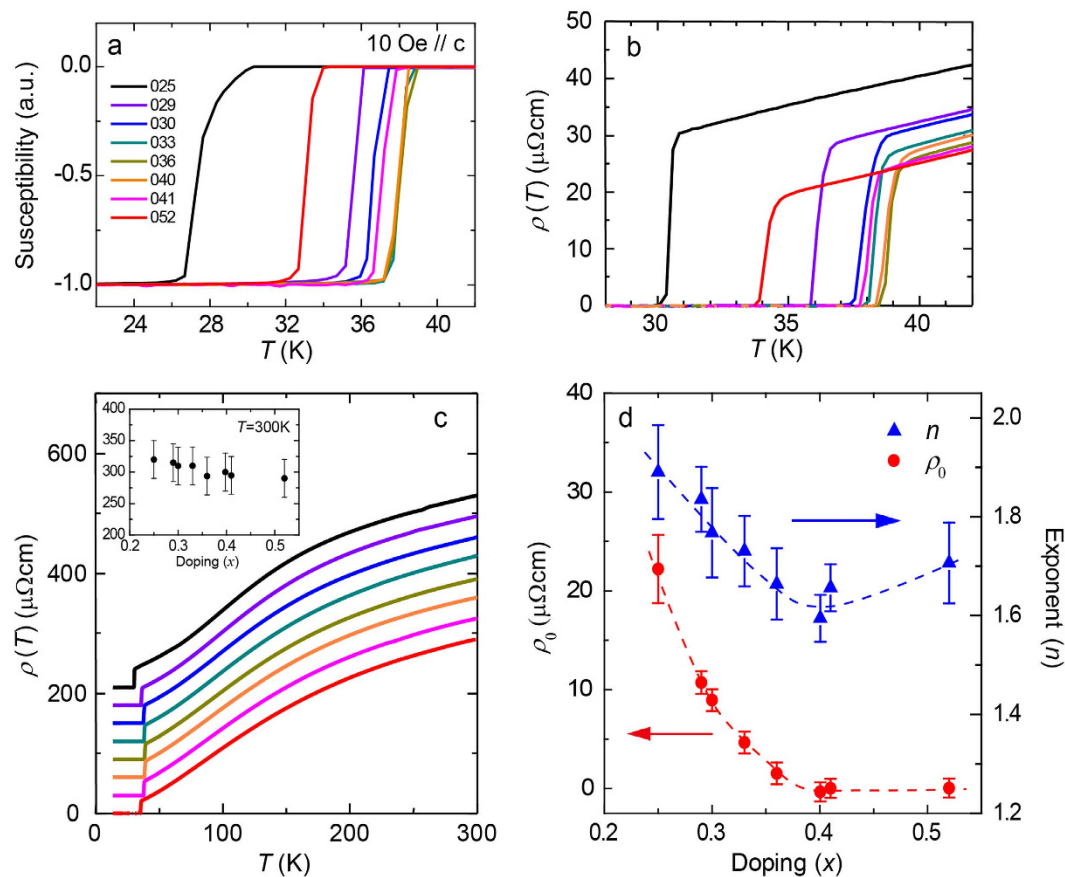 a
10 Oe // c
025
029
030
033
036
040
041
052
0.0
-0.5
-1.0
Susceptibility (a.u.)
24 28 32 36 40
T (K)
b
50
40
30
20
10
0
ρ (T) (μΩcm)
30 35 40
T (K)
c
T=300K
400
350
300
250
200
0.2 0.3 0.4 0.5
Doping (x)
600
400
200
0
ρ (T) (μΩcm)
0 100 200 300
T (K)
d
n
ρ0
40
30
20
10
0
ρ0 (μΩcm)
2.0
1.8
1.6
1.4
1.2
Exponent (n)
0.2 0.3 0.4 0.5
Doping (x)